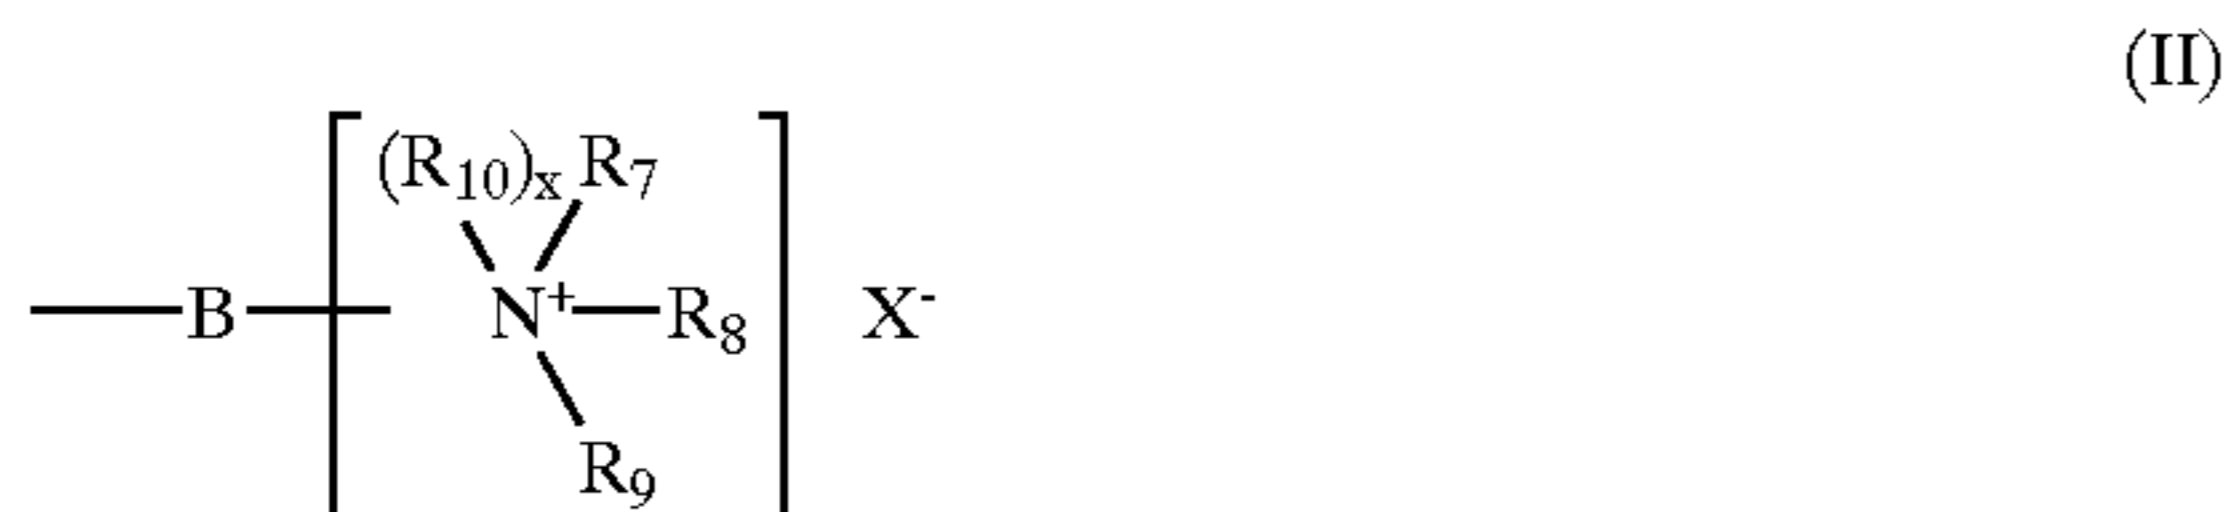 (II)
(R10)x R7
B N+ R8 X-
R9